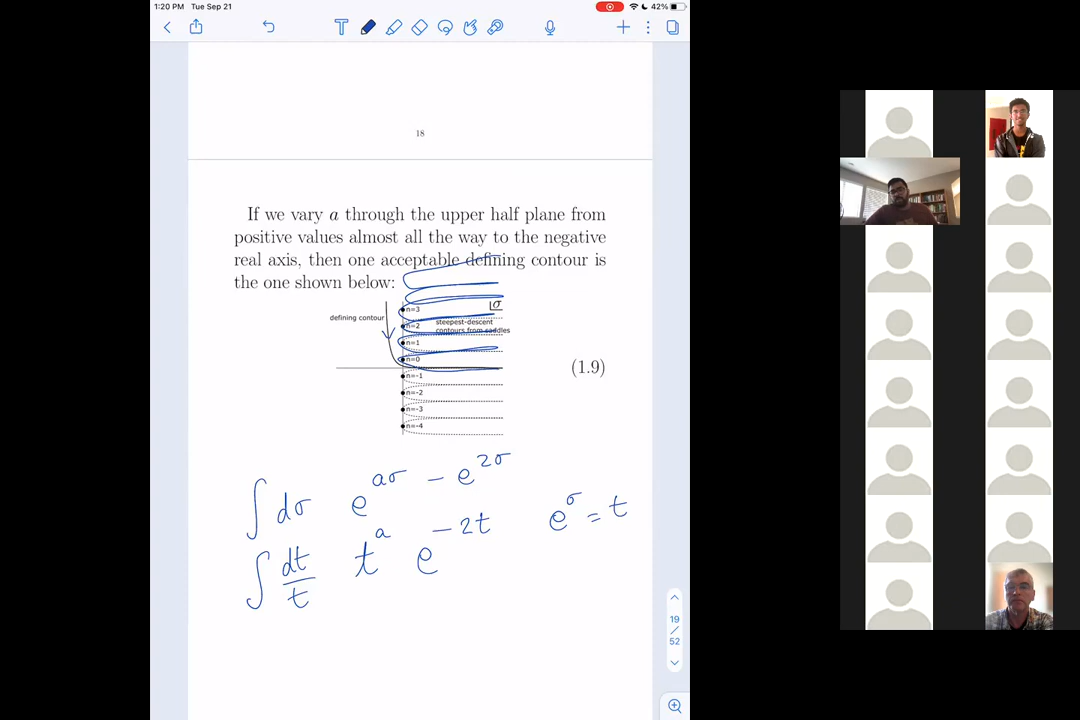 1:20 PM Tue Sep 21
42%
18
If we vary a through the upper half plane from
positive values almost all the way to the negative
real axis, then one acceptable defining contour is
the one shown below:
n=3
σ
defining contour
steepest-descent
n=2
contours from saddles
n=1
n=0
(1.9)
n=-1
n=-2
n=-3
n=-4
∫ dσ e^{aσ} - e^{2σ}
∫ dt/t t^a e^{-2t} e^σ = t
19
/
52